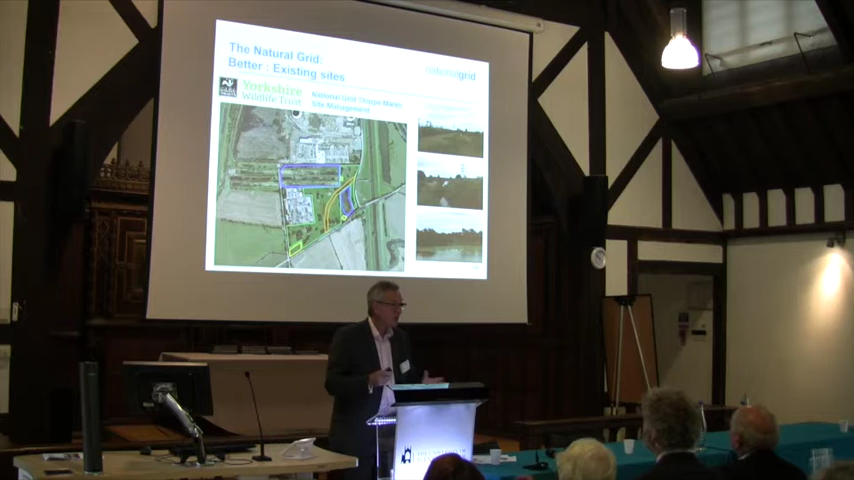 The Natural Grid:
Better : Existing sites
nationalgrid
Yorkshire
Wildlife Trust
National Grid Thorpe Marsh
Site Management